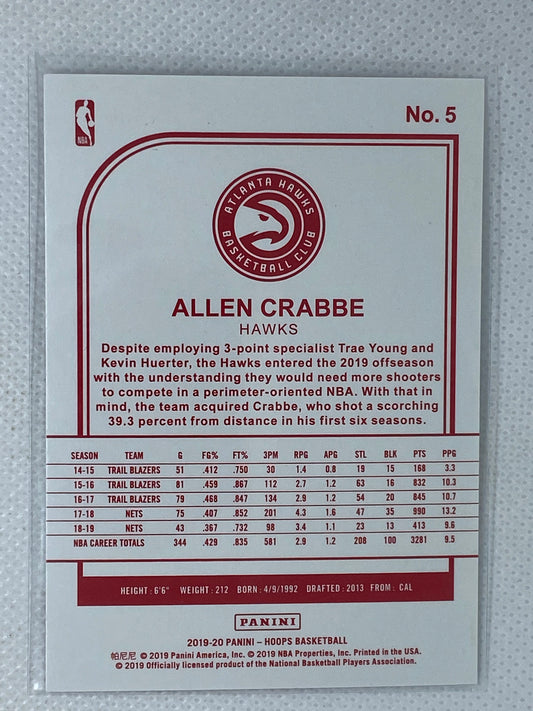 No. 5
NBA
ATLANTA HAWKS
BASKETBALL CLUB
ALLEN CRABBE
HAWKS
Despite employing 3-point specialist Trae Young and
Kevin Huerter, the Hawks entered the 2019 offseason
with the understanding they would need more shooters
to compete in a perimeter-oriented NBA. With that in
mind, the team acquired Crabbe, who shot a scorching
39.3 percent from distance in his first six seasons.
SEASON TEAM G FG% FT% 3PM RPG APG STL BLK PTS PPG
14-15 TRAIL BLAZERS 51 .412 .750 30 1.4 0.8 19 15 168 3.3
15-16 TRAIL BLAZERS 81 .459 .867 112 2.7 1.2 63 16 832 10.3
16-17 TRAIL BLAZERS 79 .468 .847 134 2.9 1.2 54 20 845 10.7
17-18 NETS 75 .407 .852 201 4.3 1.6 47 35 990 13.2
18-19 NETS 43 .367 .732 98 3.4 1.1 23 13 413 9.6
NBA CAREER TOTALS 344 .429 .835 581 2.9 1.2 208 100 3281 9.5
HEIGHT: 6'6" WEIGHT: 212 BORN: 4/9/1992 DRAFTED: 2013 FROM: CAL
PANINI
2019-20 PANINI – HOOPS BASKETBALL
帕尼尼 © 2019 Panini America, Inc. © 2019 NBA Properties, Inc. Printed in the USA.
© 2019 Officially licensed product of the National Basketball Players Association.